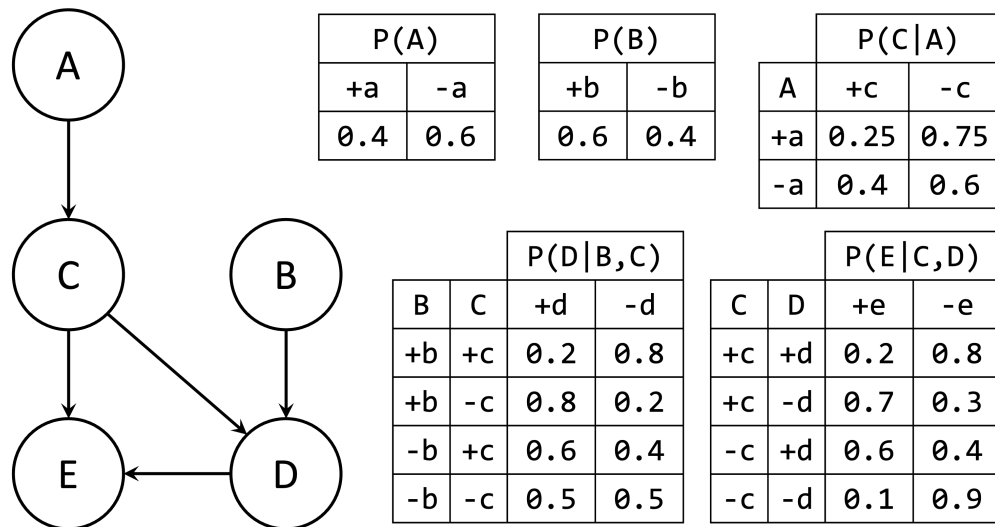 A
C
B
E
D
P(A)
+a -a
0.4 0.6
P(B)
+b -b
0.6 0.4
P(C|A)
A +c -c
+a 0.25 0.75
-a 0.4 0.6
P(D|B,C)
B C +d -d
+b +c 0.2 0.8
+b -c 0.8 0.2
-b +c 0.6 0.4
-b -c 0.5 0.5
P(E|C,D)
C D +e -e
+c +d 0.2 0.8
+c -d 0.7 0.3
-c +d 0.6 0.4
-c -d 0.1 0.9